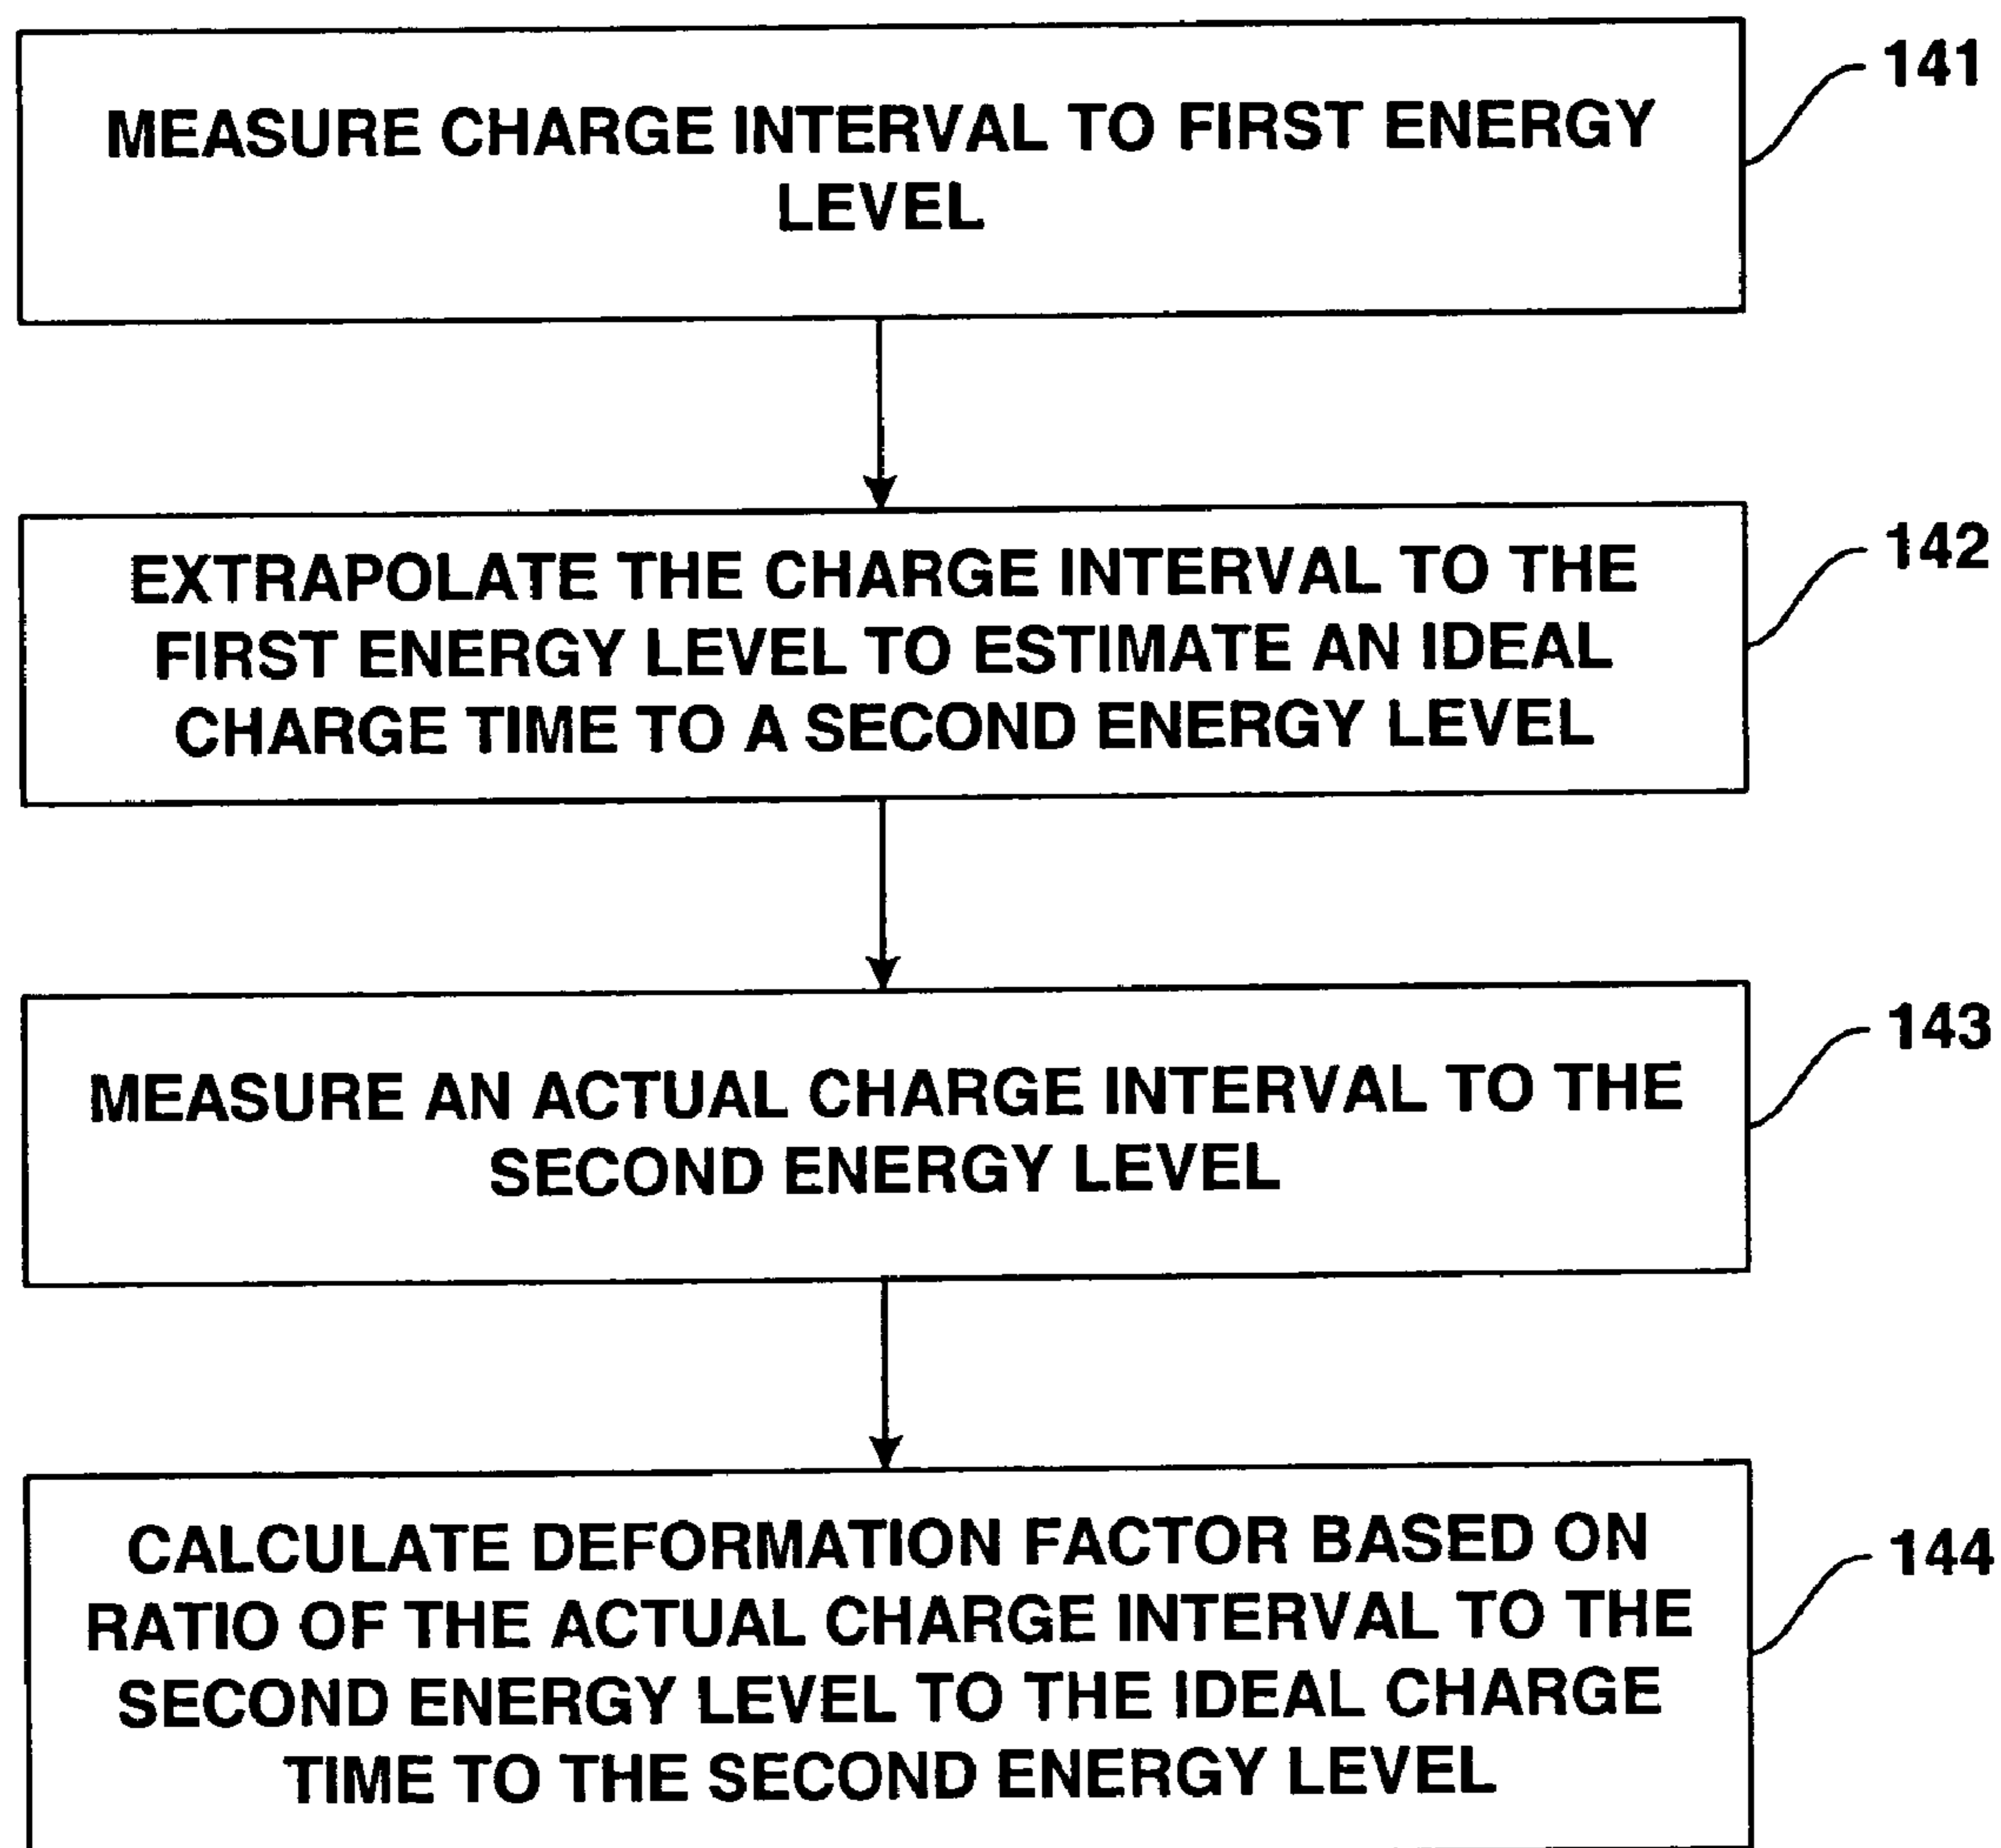 MEASURE CHARGE INTERVAL TO FIRST ENERGY
LEVEL
141
EXTRAPOLATE THE CHARGE INTERVAL TO THE
FIRST ENERGY LEVEL TO ESTIMATE AN IDEAL
CHARGE TIME TO A SECOND ENERGY LEVEL
142
MEASURE AN ACTUAL CHARGE INTERVAL TO THE
SECOND ENERGY LEVEL
143
CALCULATE DEFORMATION FACTOR BASED ON
RATIO OF THE ACTUAL CHARGE INTERVAL TO THE
SECOND ENERGY LEVEL TO THE IDEAL CHARGE
TIME TO THE SECOND ENERGY LEVEL
144